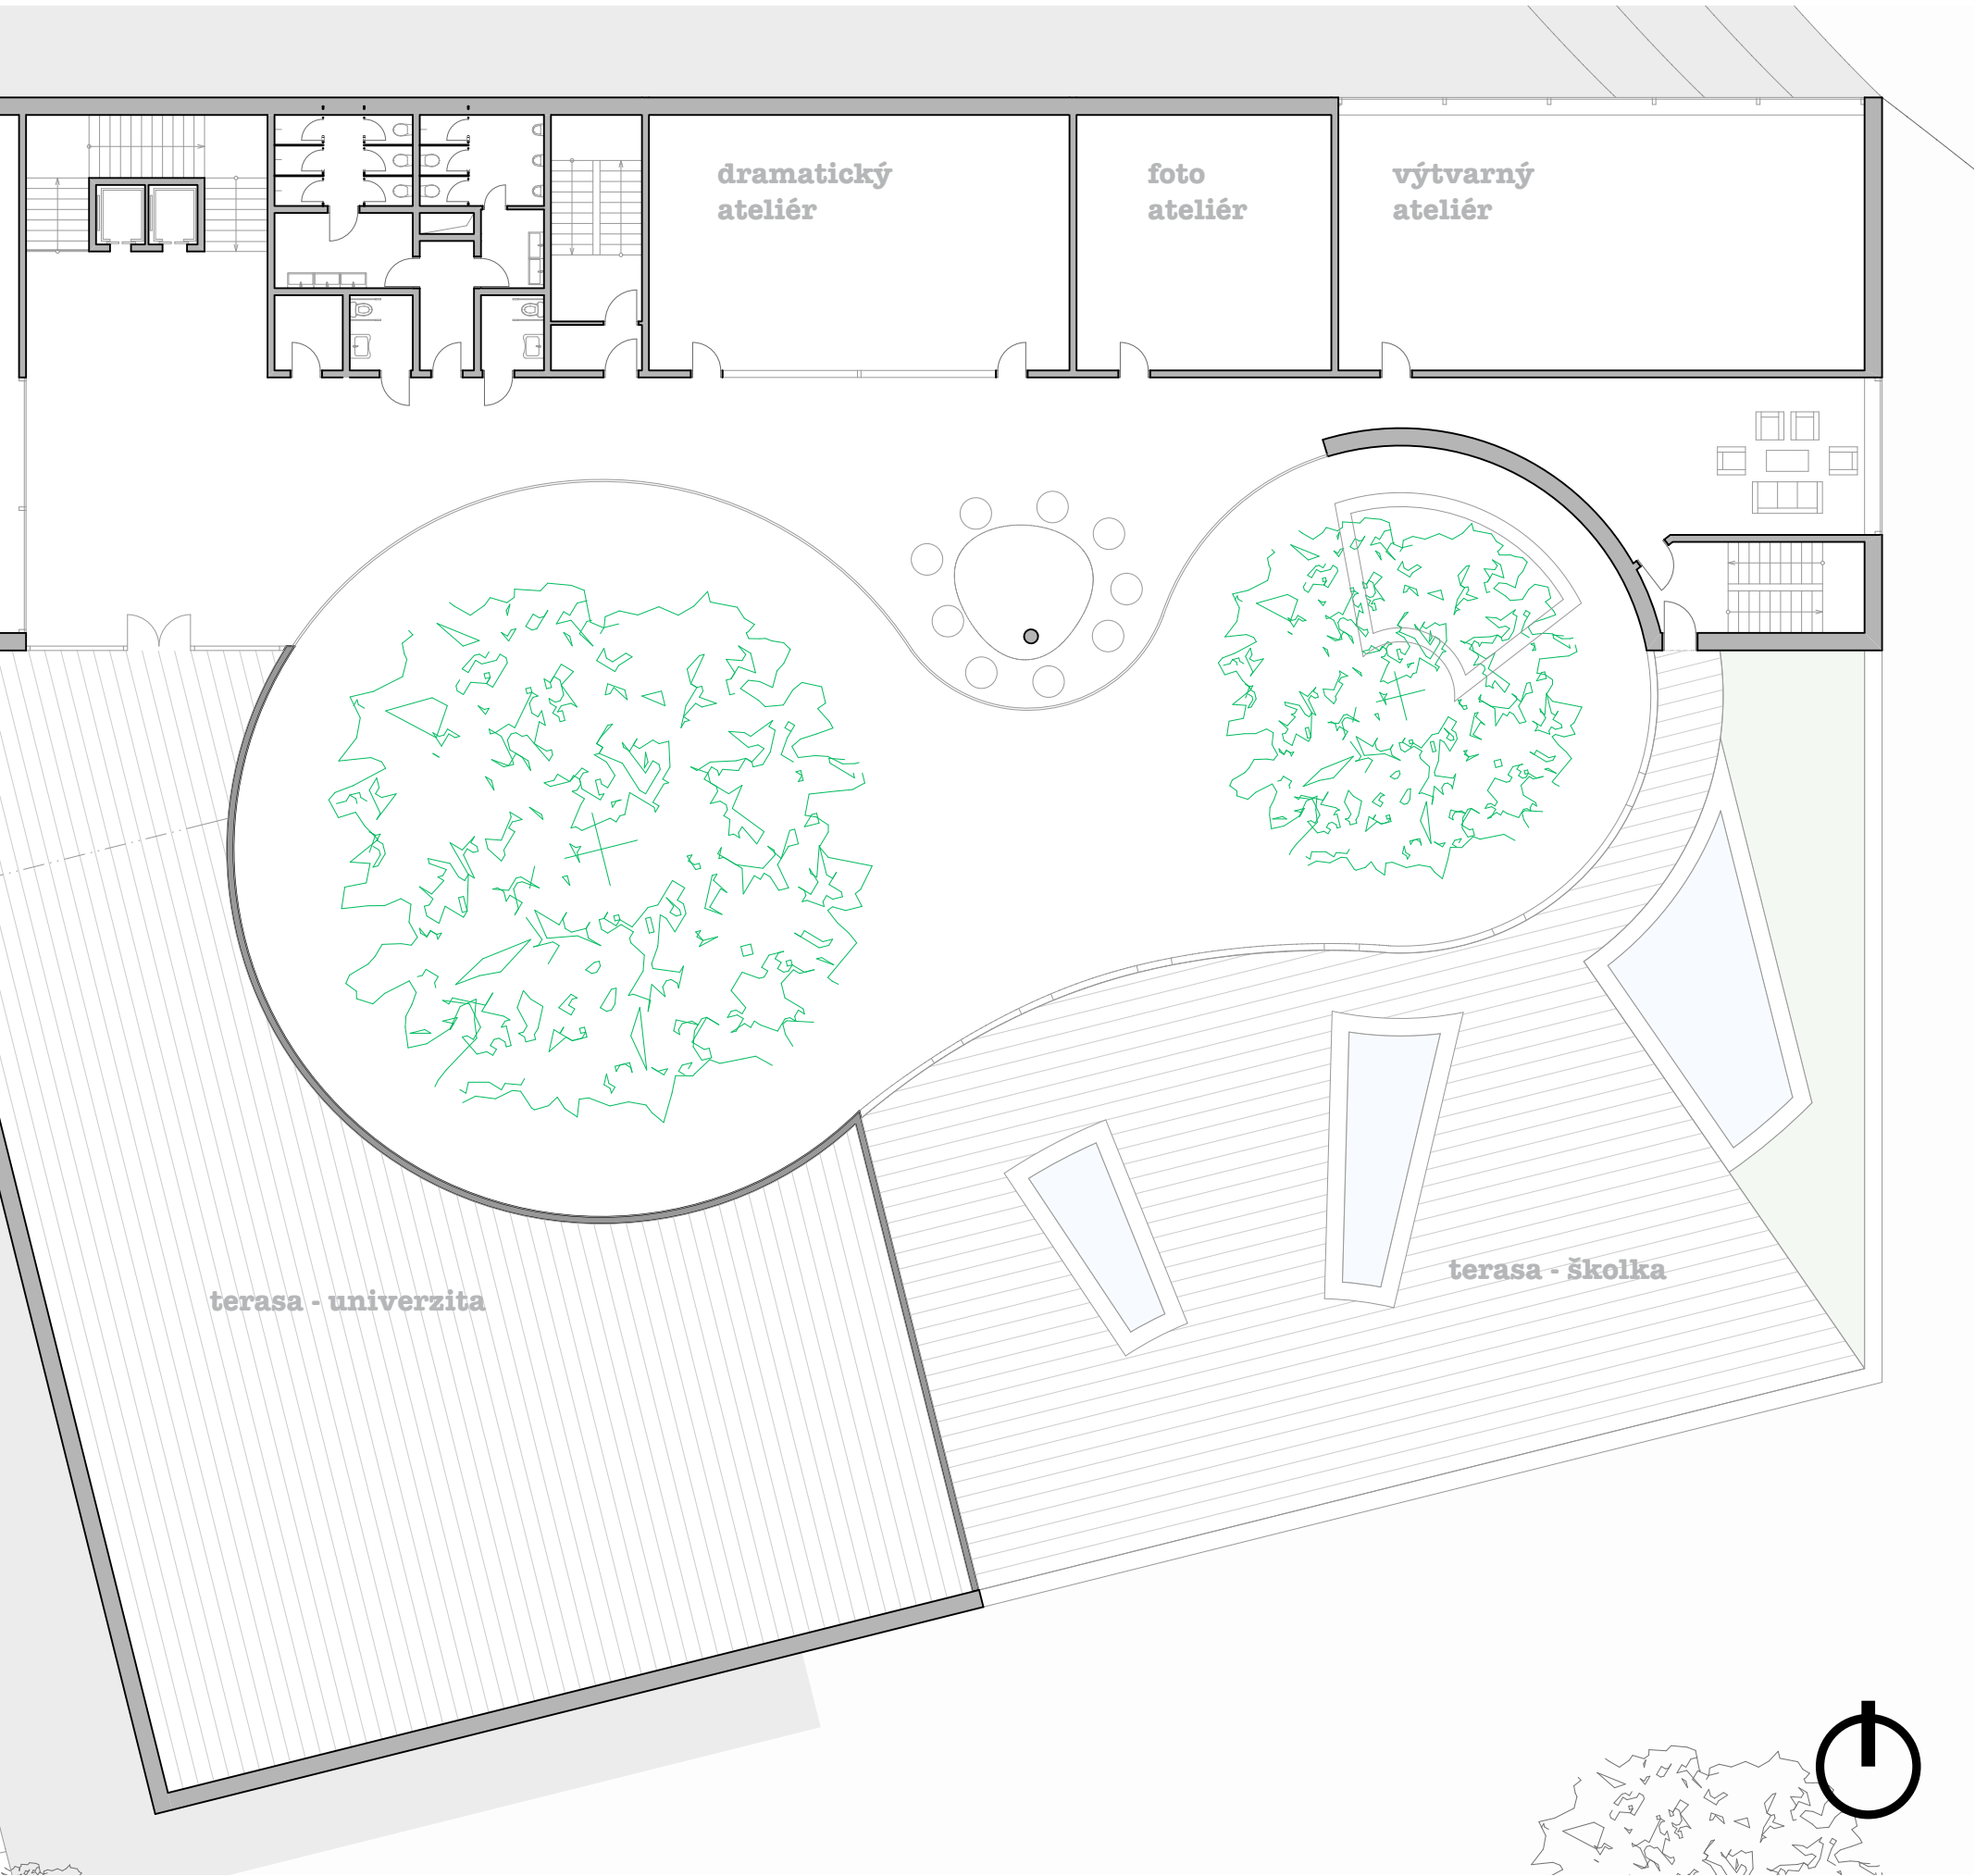 dramatický
ateliér
foto
ateliér
výtvarný
ateliér
terasa - školka
terasa - univerzita